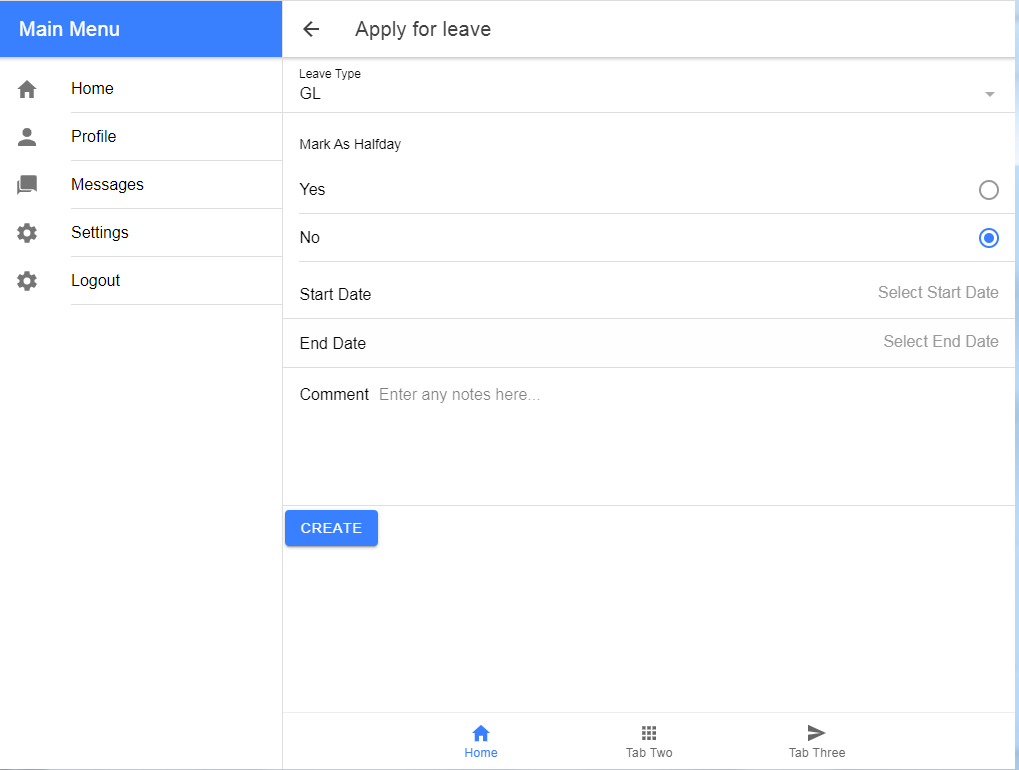 Main Menu
Home
Profile
Messages
Settings
Logout
Apply for leave
Leave Type
GL
Mark As Halfday
Yes
No
Start Date Select Start Date
End Date Select End Date
Comment Enter any notes here...
CREATE
Home Tab Two Tab Three